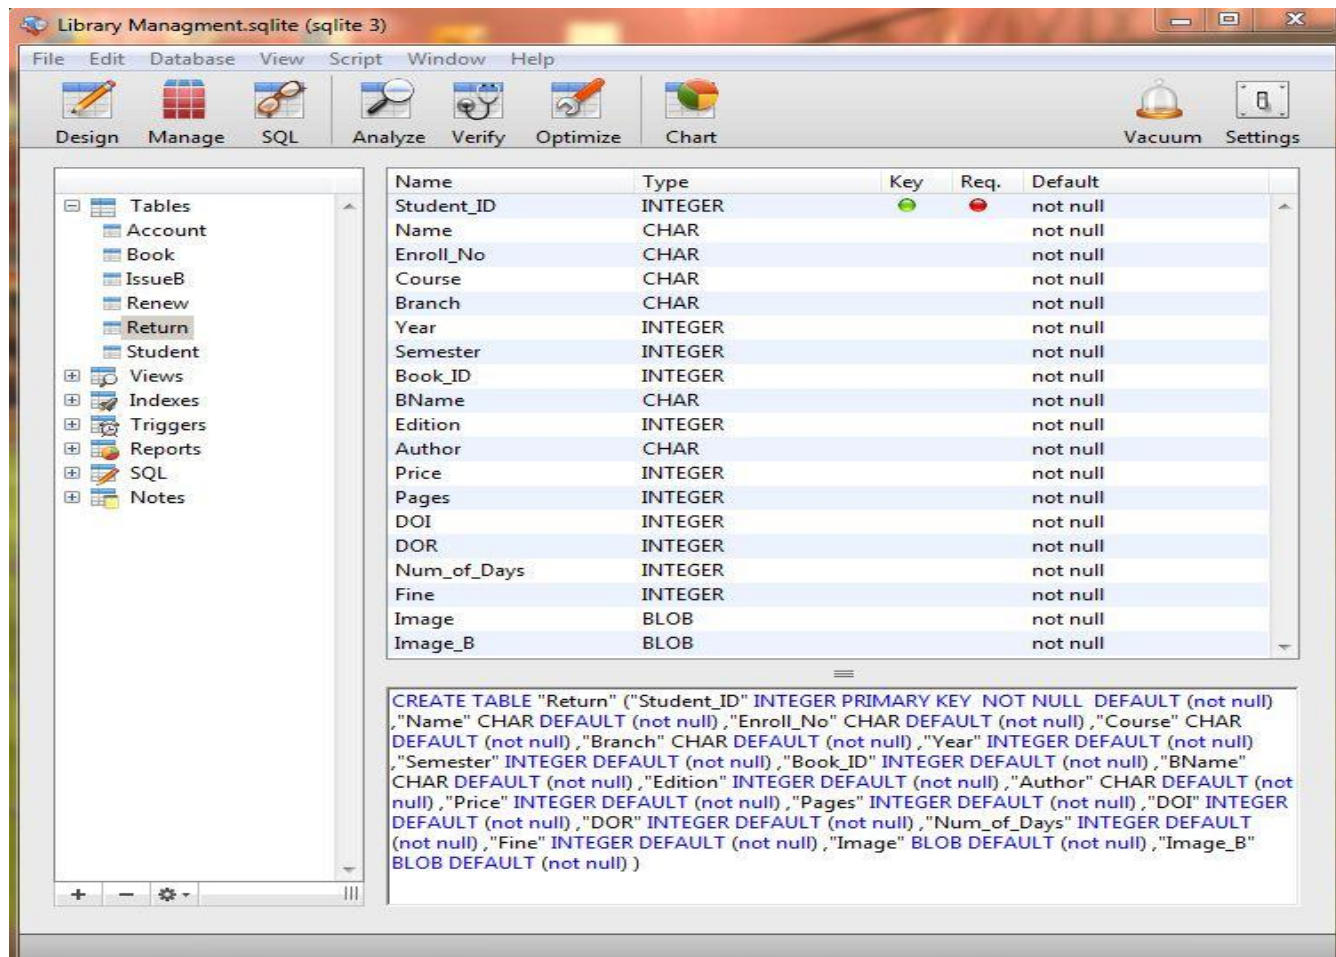 Library Managment.sqlite (sqlite 3)
File Edit Database View Script Window Help
Design Manage SQL Analyze Verify Optimize Chart Vacuum Settings
Tables
Account
Book
IssueB
Renew
Return
Student
Views
Indexes
Triggers
Reports
SQL
Notes
Name Type Key Req. Default
Student_ID INTEGER not null
Name CHAR not null
Enroll_No CHAR not null
Course CHAR not null
Branch CHAR not null
Year INTEGER not null
Semester INTEGER not null
Book_ID INTEGER not null
BName CHAR not null
Edition INTEGER not null
Author CHAR not null
Price INTEGER not null
Pages INTEGER not null
DOI INTEGER not null
DOR INTEGER not null
Num_of_Days INTEGER not null
Fine INTEGER not null
Image BLOB not null
Image_B BLOB not null
CREATE TABLE "Return" ("Student_ID" INTEGER PRIMARY KEY NOT NULL DEFAULT (not null)
,"Name" CHAR DEFAULT (not null) ,"Enroll_No" CHAR DEFAULT (not null) ,"Course" CHAR
DEFAULT (not null) ,"Branch" CHAR DEFAULT (not null) ,"Year" INTEGER DEFAULT (not null)
,"Semester" INTEGER DEFAULT (not null) ,"Book_ID" INTEGER DEFAULT (not null) ,"BName"
CHAR DEFAULT (not null) ,"Edition" INTEGER DEFAULT (not null) ,"Author" CHAR DEFAULT (not
null) ,"Price" INTEGER DEFAULT (not null) ,"Pages" INTEGER DEFAULT (not null) ,"DOI" INTEGER
DEFAULT (not null) ,"DOR" INTEGER DEFAULT (not null) ,"Num_of_Days" INTEGER DEFAULT
(not null) ,"Fine" INTEGER DEFAULT (not null) ,"Image" BLOB DEFAULT (not null) ,"Image_B"
BLOB DEFAULT (not null) )